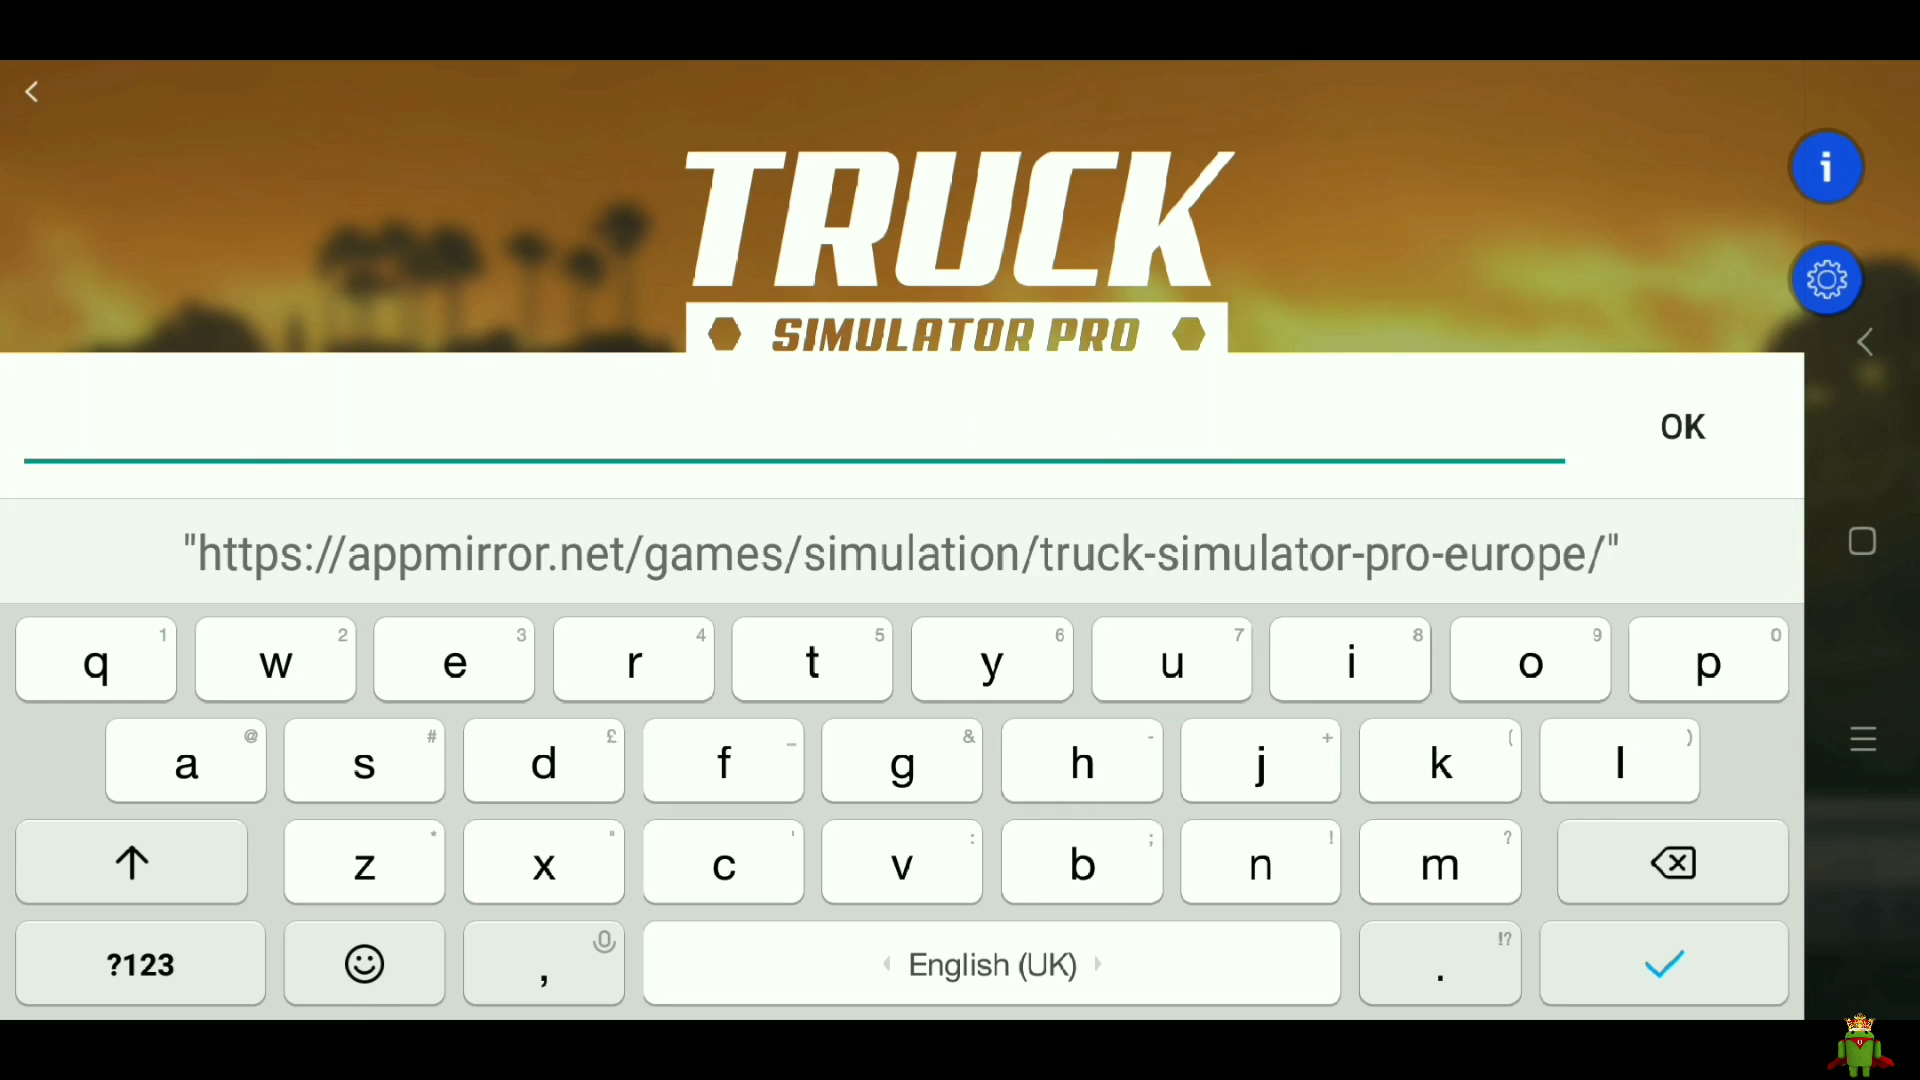 TRUCK
SIMULATOR PRO
i
OK
"https://appmirror.net/games/simulation/truck-simulator-pro-europe/"
1 2 3 4 5 6 7 8 9 0
q w e r t y u i o p
@ # £ _ & - + ( )
a s d f g h j k l
* " ' : ; ! ?
z x c v b n m
!?
?123 , English (UK) .